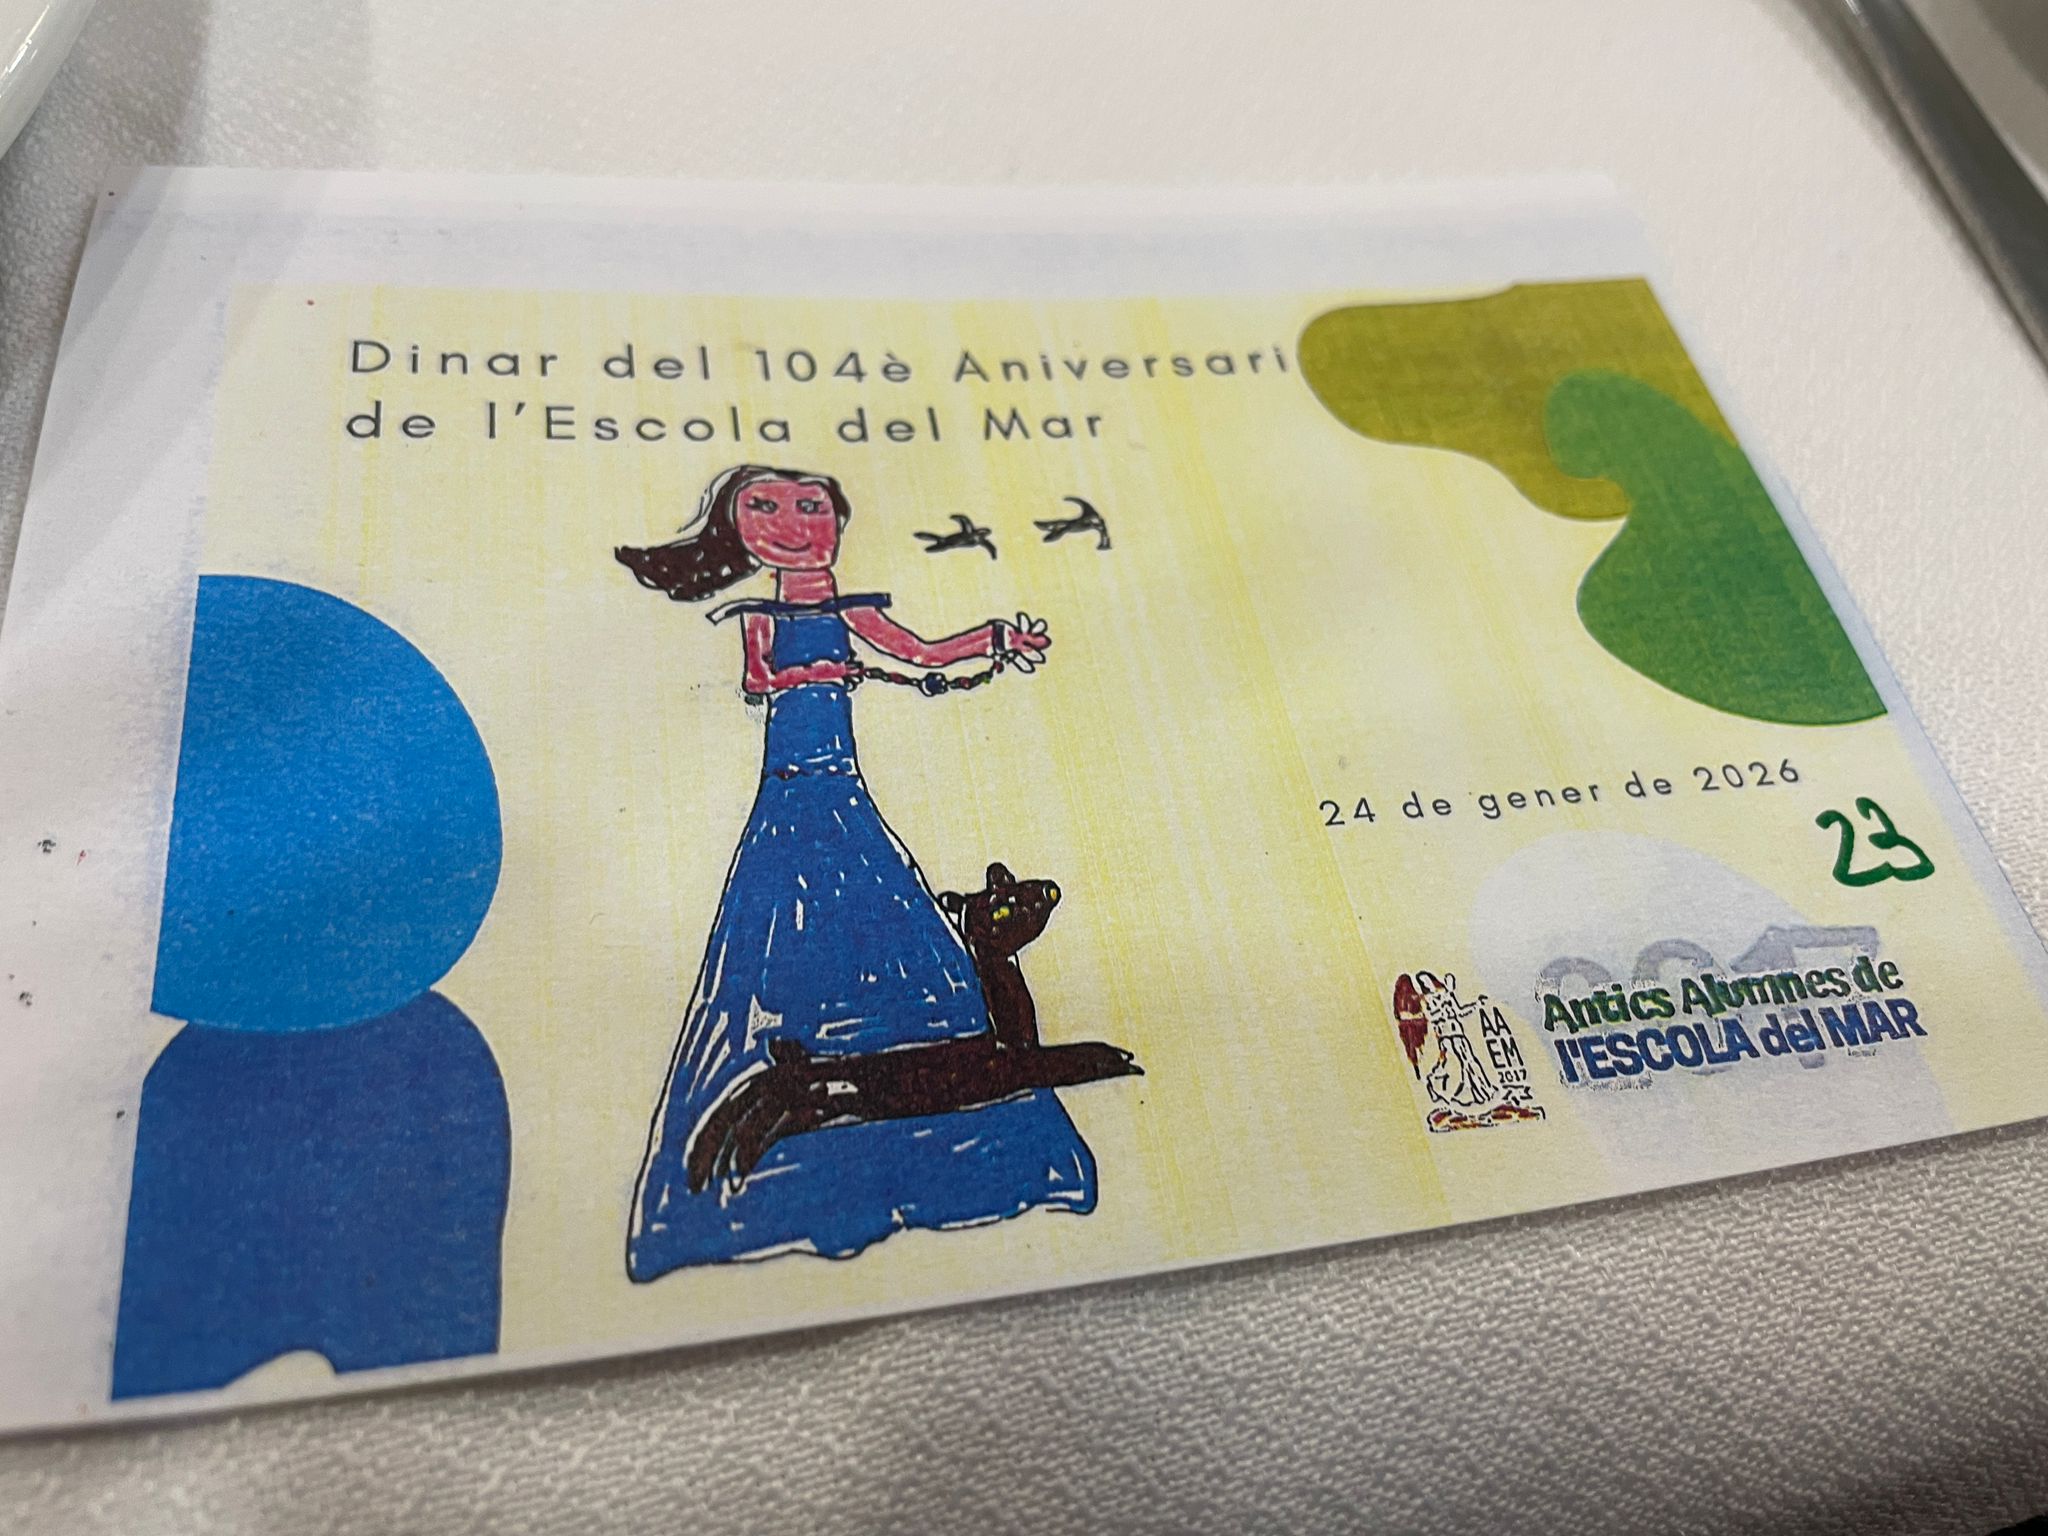 Dinar del 104è Aniversari
de l'Escola del Mar
24 de gener de 2026
23
AA
EM
2017
Antics Alumnes de
l'ESCOLA del MAR